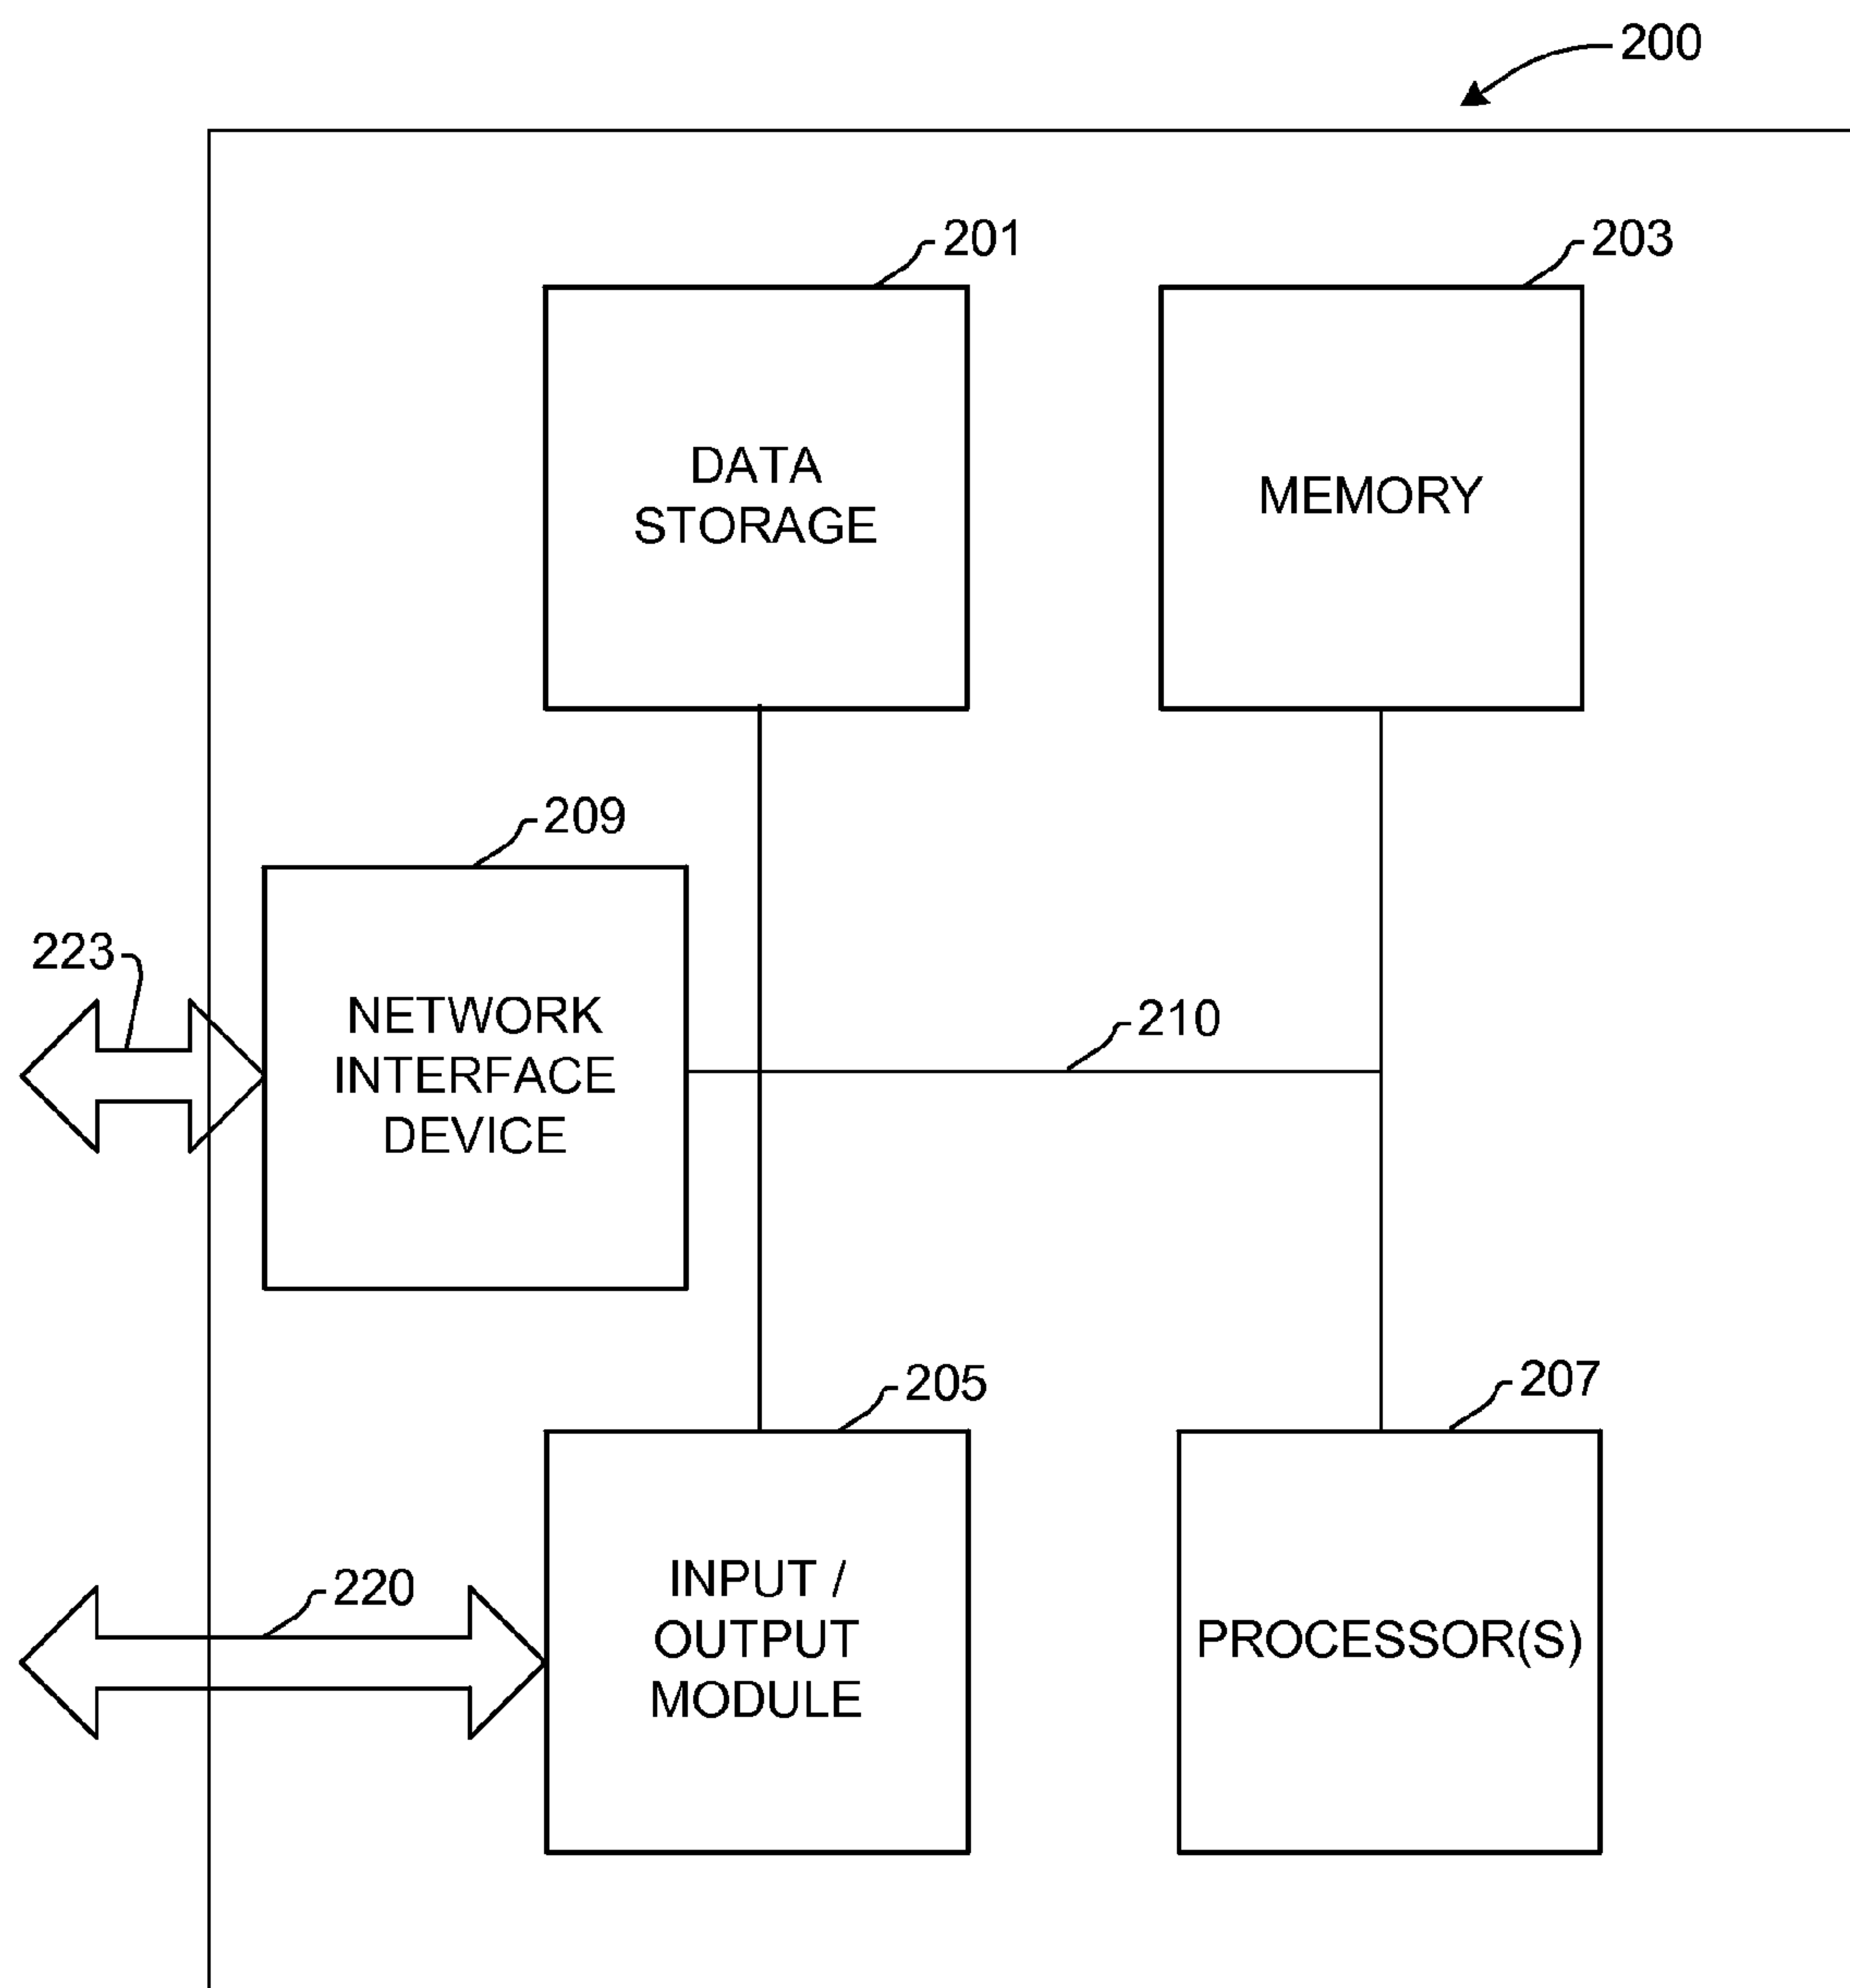 200
201
203
DATA
STORAGE
MEMORY
209
223
NETWORK
INTERFACE
DEVICE
210
205
207
220
INPUT /
OUTPUT
MODULE
PROCESSOR(S)